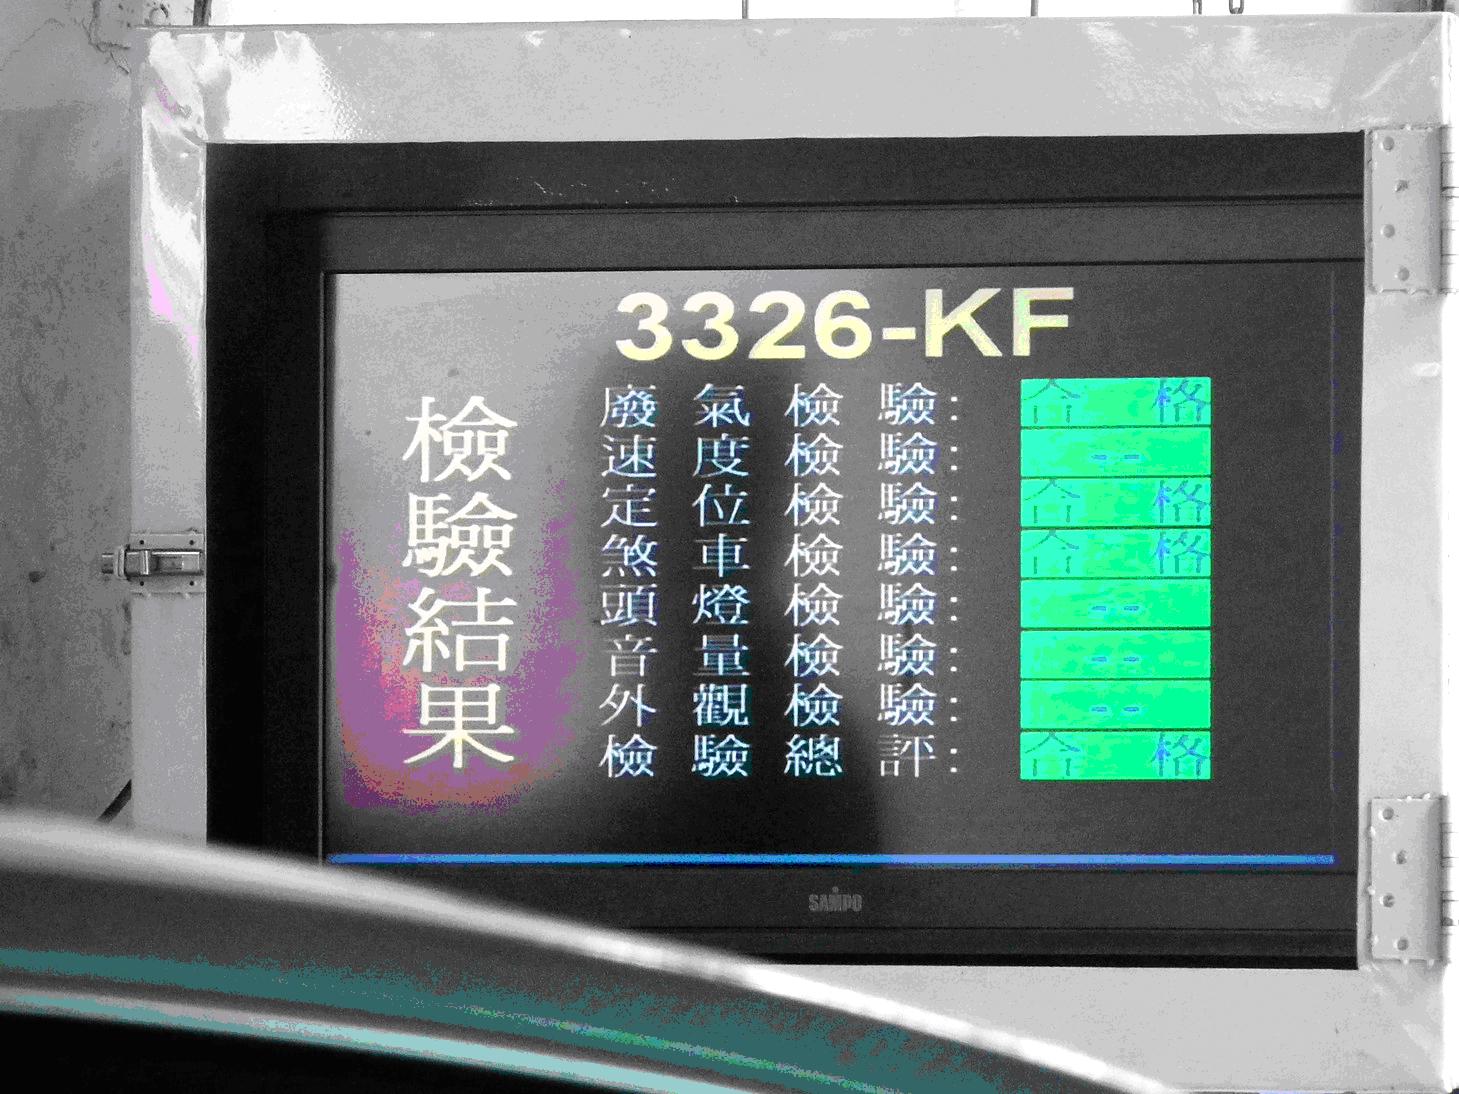 3326-KF
檢驗結果
廢氣檢驗: 合格
速度檢驗: --
定位檢驗: 合格
煞車檢驗: 合格
頭燈檢驗: --
音量檢驗: --
外觀檢驗: --
檢驗總評: 合格
SAMPO